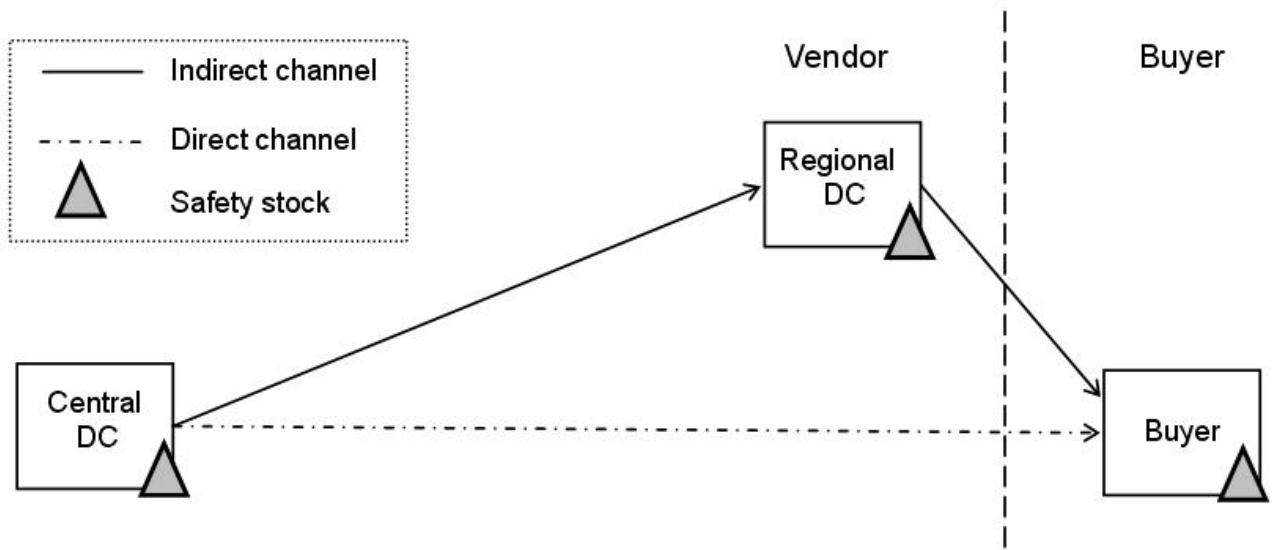 Indirect channel
Direct channel
Safety stock
Vendor
Buyer
Regional
DC
Central
DC
Buyer